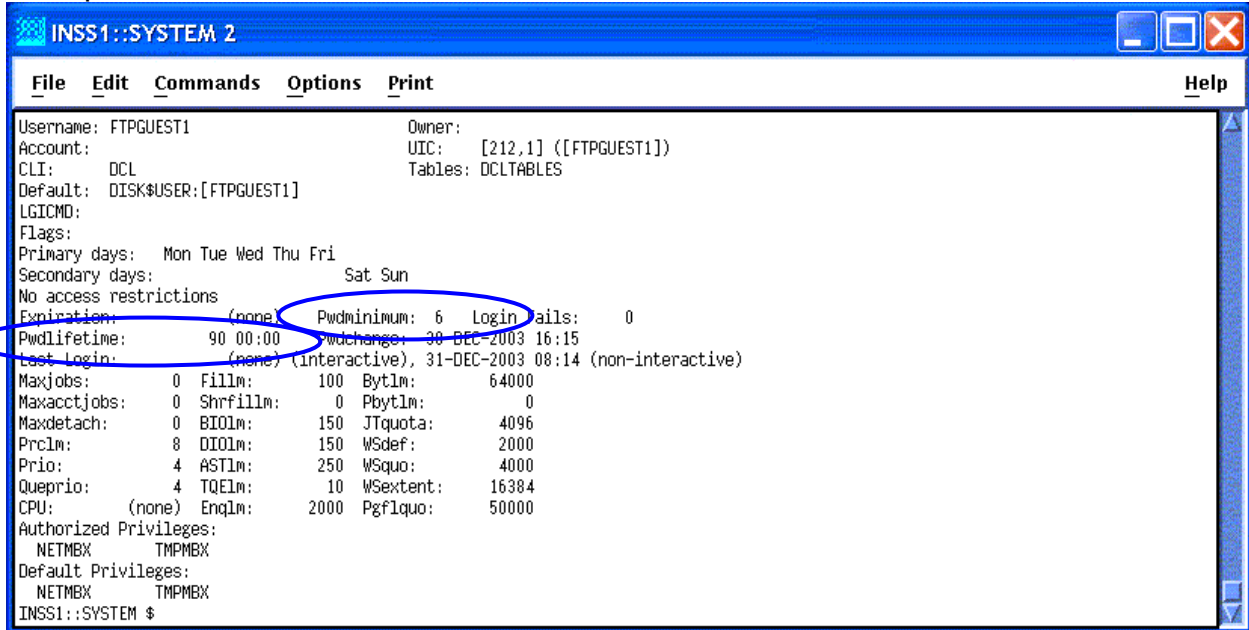 INSS1::SYSTEM 2
File Edit Commands Options Print Help
Username: FTPGUEST1 Owner:
Account: UIC: [212,1] ([FTPGUEST1])
CLI: DCL Tables: DCLTABLES
Default: DISK$USER:[FTPGUEST1]
LGICMD:
Flags:
Primary days: Mon Tue Wed Thu Fri
Secondary days: Sat Sun
No access restrictions
Expiration: (none) Pwdminimum: 6 Login Fails: 0
Pwdlifetime: 90 00:00 Pwdchange: 30-DEC-2003 16:15
Last Login: (none) (interactive), 31-DEC-2003 08:14 (non-interactive)
Maxjobs: 0 Fillm: 100 Bytlm: 64000
Maxacctjobs: 0 Shrfillm: 0 Pbytlm: 0
Maxdetach: 0 BIOlm: 150 JTquota: 4096
Prclm: 8 DIOlm: 150 WSdef: 2000
Prio: 4 ASTlm: 250 WSquo: 4000
Queprio: 4 TQElm: 10 WSextent: 16384
CPU: (none) Enqlm: 2000 Pgflquo: 50000
Authorized Privileges:
NETMBX TMPMBX
Default Privileges:
NETMBX TMPMBX
INSS1::SYSTEM $